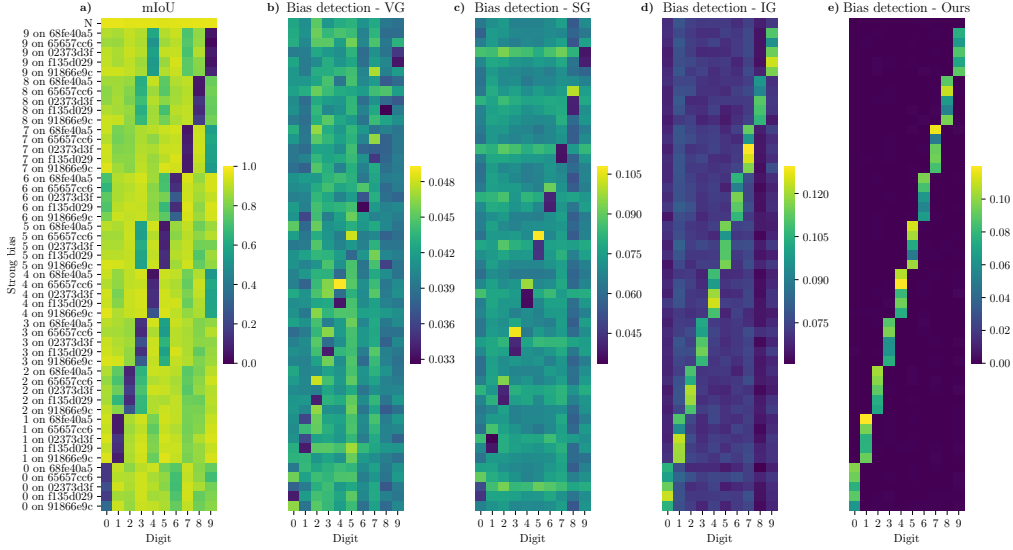 a) mIoU
b) Bias detection - VG
c) Bias detection - SG
d) Bias detection - IG
e) Bias detection - Ours
Strong bias
N
9 on 68fe40a5
9 on 65657cc6
9 on 02373d3f
9 on f135d029
9 on 91866e9c
8 on 68fe40a5
8 on 65657cc6
8 on 02373d3f
8 on f135d029
8 on 91866e9c
7 on 68fe40a5
7 on 65657cc6
7 on 02373d3f
7 on f135d029
7 on 91866e9c
6 on 68fe40a5
6 on 65657cc6
6 on 02373d3f
6 on f135d029
6 on 91866e9c
5 on 68fe40a5
5 on 65657cc6
5 on 02373d3f
5 on f135d029
5 on 91866e9c
4 on 68fe40a5
4 on 65657cc6
4 on 02373d3f
4 on f135d029
4 on 91866e9c
3 on 68fe40a5
3 on 65657cc6
3 on 02373d3f
3 on f135d029
3 on 91866e9c
2 on 68fe40a5
2 on 65657cc6
2 on 02373d3f
2 on f135d029
2 on 91866e9c
1 on 68fe40a5
1 on 65657cc6
1 on 02373d3f
1 on f135d029
1 on 91866e9c
0 on 68fe40a5
0 on 65657cc6
0 on 02373d3f
0 on f135d029
0 on 91866e9c
0 1 2 3 4 5 6 7 8 9
Digit
1.0
0.8
0.6
0.4
0.2
0.0
0 1 2 3 4 5 6 7 8 9
Digit
0.048
0.045
0.042
0.039
0.036
0.033
0 1 2 3 4 5 6 7 8 9
Digit
0.105
0.090
0.075
0.060
0.045
0 1 2 3 4 5 6 7 8 9
Digit
0.120
0.105
0.090
0.075
0 1 2 3 4 5 6 7 8 9
Digit
0.10
0.08
0.06
0.04
0.02
0.00